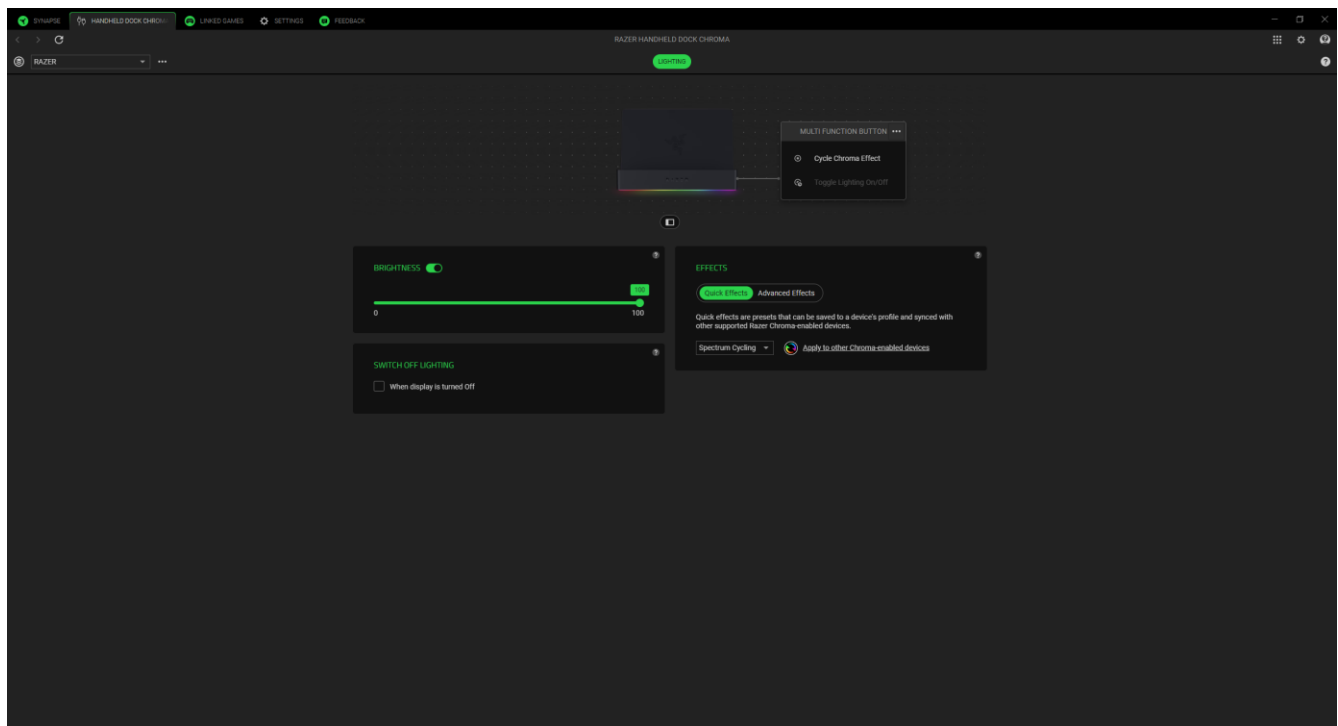 SYNAPSE
HANDHELD DOCK CHROMA
LINKED GAMES
SETTINGS
FEEDBACK
RAZER HANDHELD DOCK CHROMA
RAZER
LIGHTING
MULTI FUNCTION BUTTON
Cycle Chroma Effect
Toggle Lighting On/Off
BRIGHTNESS
100
0
100
SWITCH OFF LIGHTING
When display is turned Off
EFFECTS
Quick Effects
Advanced Effects
Quick effects are presets that can be saved to a device's profile and synced with
other supported Razer Chroma-enabled devices.
Spectrum Cycling
Apply to other Chroma-enabled devices